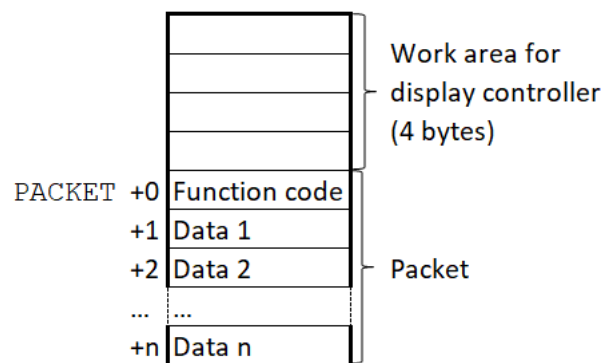 Work area for
display controller
(4 bytes)
PACKET +0 Function code
+1 Data 1
+2 Data 2
Packet
... ...
+n Data n